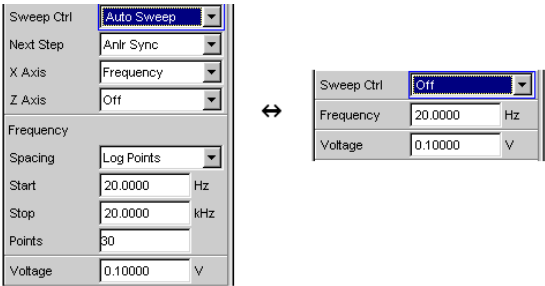 Sweep Ctrl Auto Sweep
Next Step Anlr Sync
X Axis Frequency
Z Axis Off
Frequency
Spacing Log Points
Start 20.0000 Hz
Stop 20.0000 kHz
Points 30
Voltage 0.10000 V
↔
Sweep Ctrl Off
Frequency 20.0000 Hz
Voltage 0.10000 V